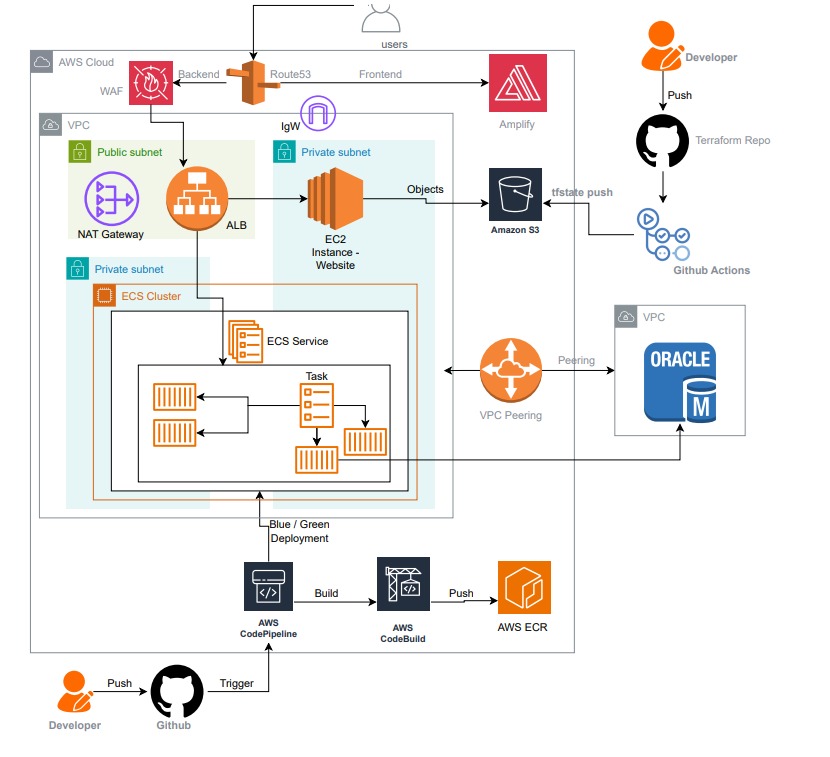 users
AWS Cloud
WAF
Backend
Route53
Frontend
Amplify
Developer
Push
Terraform Repo
VPC
IgW
Public subnet
Private subnet
NAT Gateway
ALB
EC2
Instance -
Website
Objects
Amazon S3
tfstate push
Github Actions
Private subnet
ECS Cluster
ECS Service
Task
VPC Peering
Peering
VPC
ORACLE
M
Blue / Green
Deployment
AWS
CodePipeline
Build
AWS
CodeBuild
Push
AWS ECR
Developer
Push
Github
Trigger